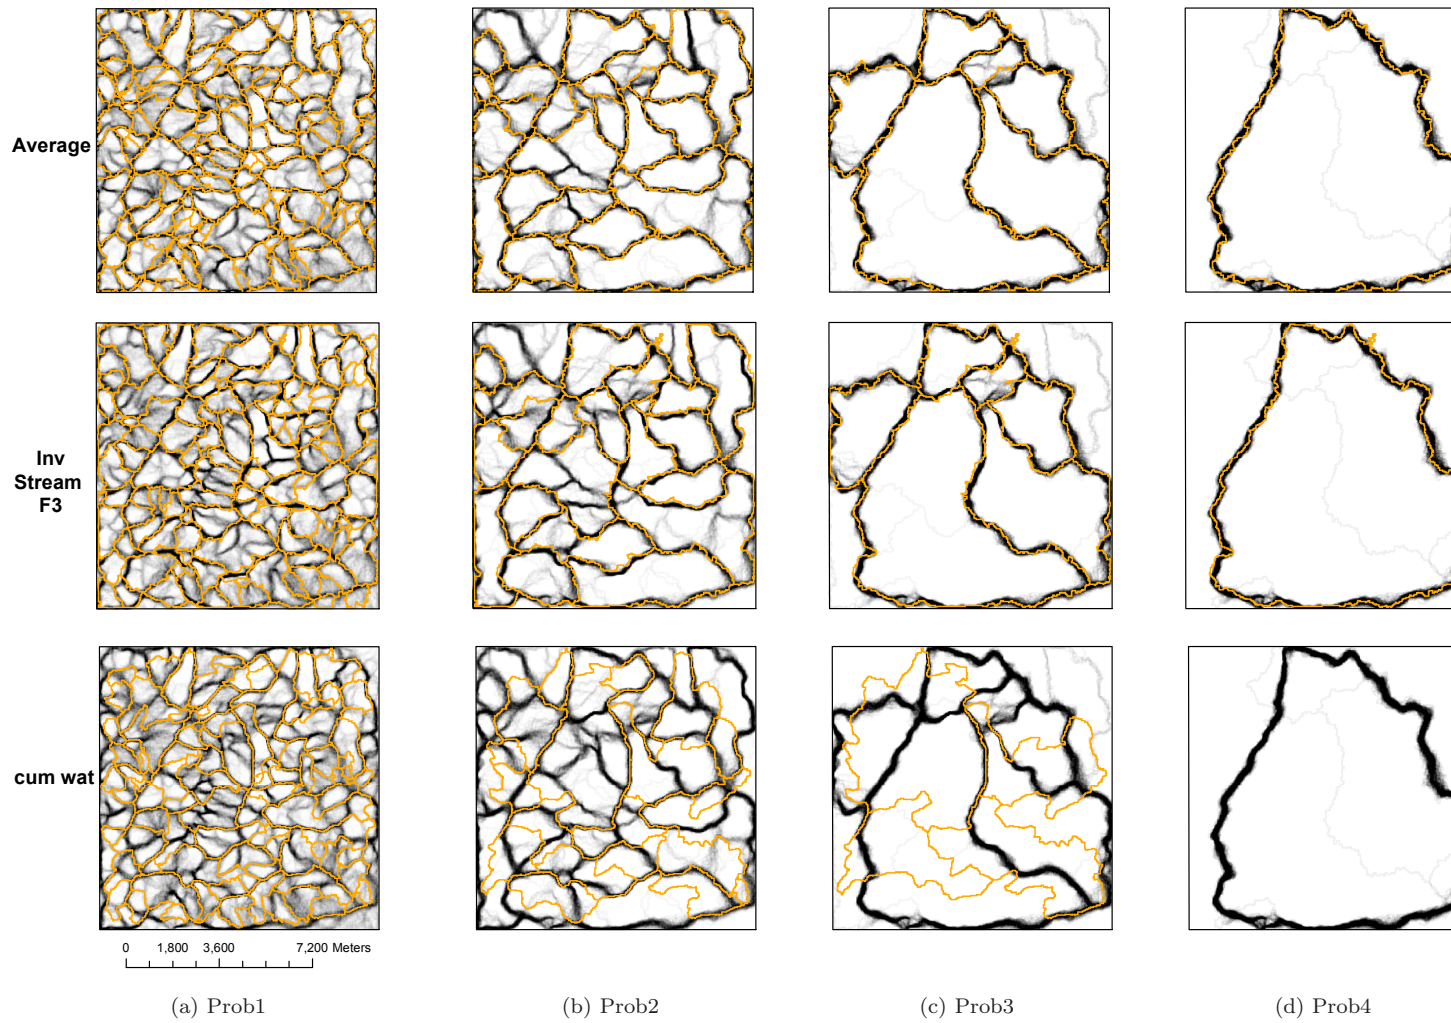 Average
Inv
Stream
F3
cum wat
0 1,800 3,600 7,200 Meters
(a) Prob1
(b) Prob2
(c) Prob3
(d) Prob4